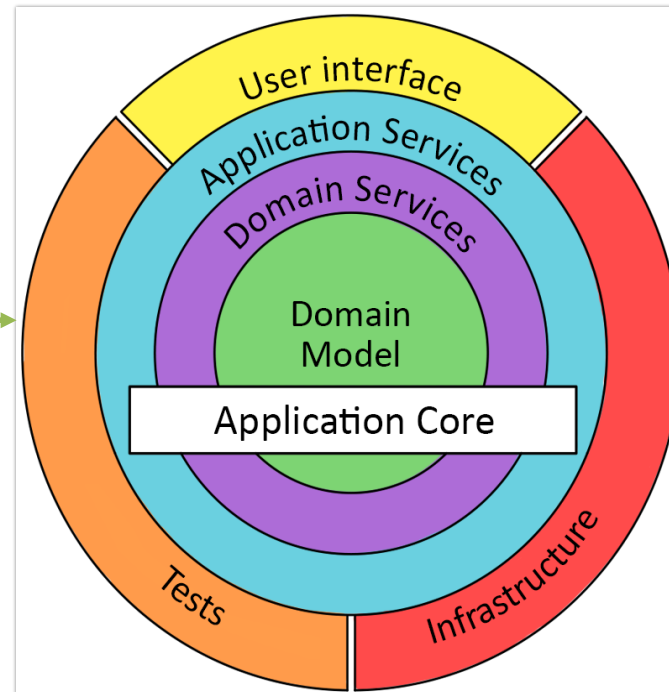 User interface
Application Services
Domain Services
Domain
Model
Application Core
Tests
Infrastructure